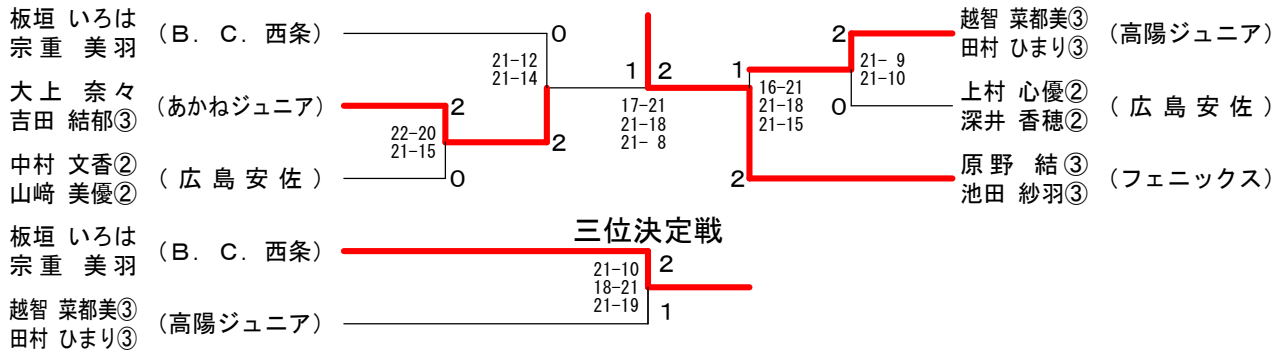 板垣 いろは
宗重 美羽
（B．C．西条）
0
21-12
21-14
大上 奈々
吉田 結郁③
（あかねジュニア）
2
22-20
21-15
2
中村 文香②
山﨑 美優②
（広島安佐）
0
1
2
17-21
21-18
21- 8
1
16-21
21-18
21-15
2
2
21- 9
21-10
0
越智 菜都美③
田村 ひまり③
（高陽ジュニア）
上村 心優②
深井 香穂②
（広島安佐）
原野 結③
池田 紗羽③
（フェニックス）
三位決定戦
板垣 いろは
宗重 美羽
（B．C．西条）
21-10
18-21
21-19
2
1
越智 菜都美③
田村 ひまり③
（高陽ジュニア）